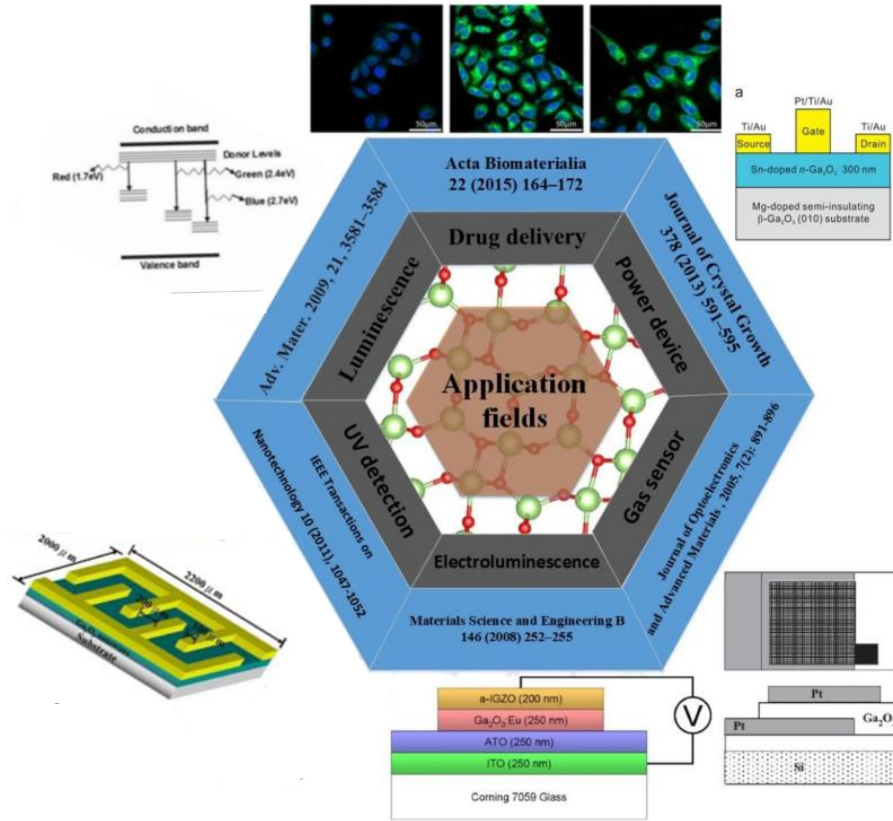 50μm
50μm
50μm
Conduction band
Donor Levels
Red (1.7eV)
Green (2.4eV)
Blue (2.7eV)
Valence band
a
Pt/Ti/Au
Ti/Au
Ti/Au
Source
Gate
Drain
Sn-doped n-Ga₂O₃ 300 nm
Mg-doped semi-insulating
β-Ga₂O₃ (010) substrate
Acta Biomaterialia
22 (2015) 164–172
Drug delivery
Journal of Crystal Growth
378 (2013) 591–595
Power device
Adv. Mater. 2009, 21, 3581–3584
Luminescence
Application
fields
UV detection
IEEE Transactions on
Nanotechnology 10 (2011), 1047-1052
Gas sensor
Journal of Optoelectronics
and Advanced Materials , 2005, 7(2): 891-896
Electroluminescence
Materials Science and Engineering B
146 (2008) 252–255
2000 μm
2200 μm
Substrate
a-IGZO (200 nm)
Ga₂O₃:Eu (250 nm)
ATO (250 nm)
ITO (250 nm)
Corning 7059 Glass
V
Pt
Ga₂O
Pt
Si